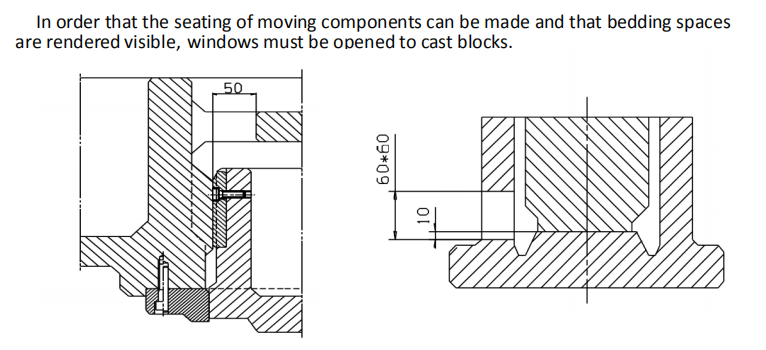 In order that the seating of moving components can be made and that bedding spaces
are rendered visible, windows must be opened to cast blocks.
50
60*60
10